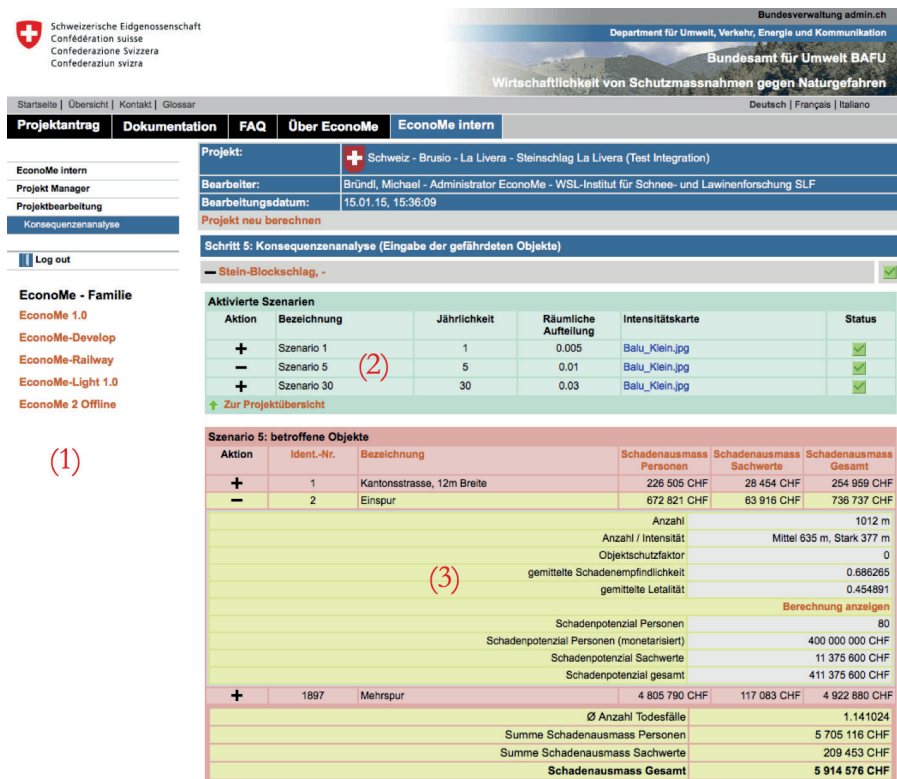 Schweizerische Eidgenossenschaft
Confédération suisse
Confederazione Svizzera
Confederaziun svizra
Bundesverwaltung admin.ch
Department für Umwelt, Verkehr, Energie und Kommunikation
Bundesamt für Umwelt BAFU
Wirtschaftlichkeit von Schutzmassnahmen gegen Naturgefahren
Startseite | Übersicht | Kontakt | Glossar
Deutsch | Français | Italiano
Projektantrag Dokumentation FAQ Über EconoMe EconoMe intern
EconoMe intern
Projekt Manager
Projektbearbeitung
Konsequenzenanalyse
Log out
EconoMe - Familie
EconoMe 1.0
EconoMe-Develop
EconoMe-Railway
EconoMe-Light 1.0
EconoMe 2 Offline
(1)
Projekt: Schweiz - Brusio - La Livera - Steinschlag La Livera (Test Integration)
Bearbeiter: Bründl, Michael - Administrator EconoMe - WSL-Institut für Schnee- und Lawinenforschung SLF
Bearbeitungsdatum: 15.01.15, 15:36:09
Projekt neu berechnen
Schritt 5: Konsequenzenanalyse (Eingabe der gefährdeten Objekte)
Stein-Blockschlag, -
Aktivierte Szenarien
Aktion Bezeichnung Jährlichkeit Räumliche Aufteilung Intensitätskarte Status
+ Szenario 1 1 0.005 Balu_Klein.jpg
− Szenario 5 5 0.01 Balu_Klein.jpg
(2)
+ Szenario 30 30 0.03 Balu_Klein.jpg
Zur Projektübersicht
Szenario 5: betroffene Objekte
Aktion Ident.-Nr. Bezeichnung Schadenausmass Personen Schadenausmass Sachwerte Schadenausmass Gesamt
+ 1 Kantonsstrasse, 12m Breite 226 505 CHF 28 454 CHF 254 959 CHF
− 2 Einspur 672 821 CHF 63 916 CHF 736 737 CHF
Anzahl 1012 m
Anzahl / Intensität Mittel 635 m, Stark 377 m
Objektschutzfaktor 0
(3)
gemittelte Schadenempfindlichkeit 0.686265
gemittelte Letalität 0.454891
Berechnung anzeigen
Schadenpotenzial Personen 80
Schadenpotenzial Personen (monetarisiert) 400 000 000 CHF
Schadenpotenzial Sachwerte 11 375 600 CHF
Schadenpotenzial gesamt 411 375 600 CHF
+ 1897 Mehrspur 4 805 790 CHF 117 083 CHF 4 922 880 CHF
Ø Anzahl Todesfälle 1.141024
Summe Schadenausmass Personen 5 705 116 CHF
Summe Schadenausmass Sachwerte 209 453 CHF
Schadenausmass Gesamt 5 914 576 CHF